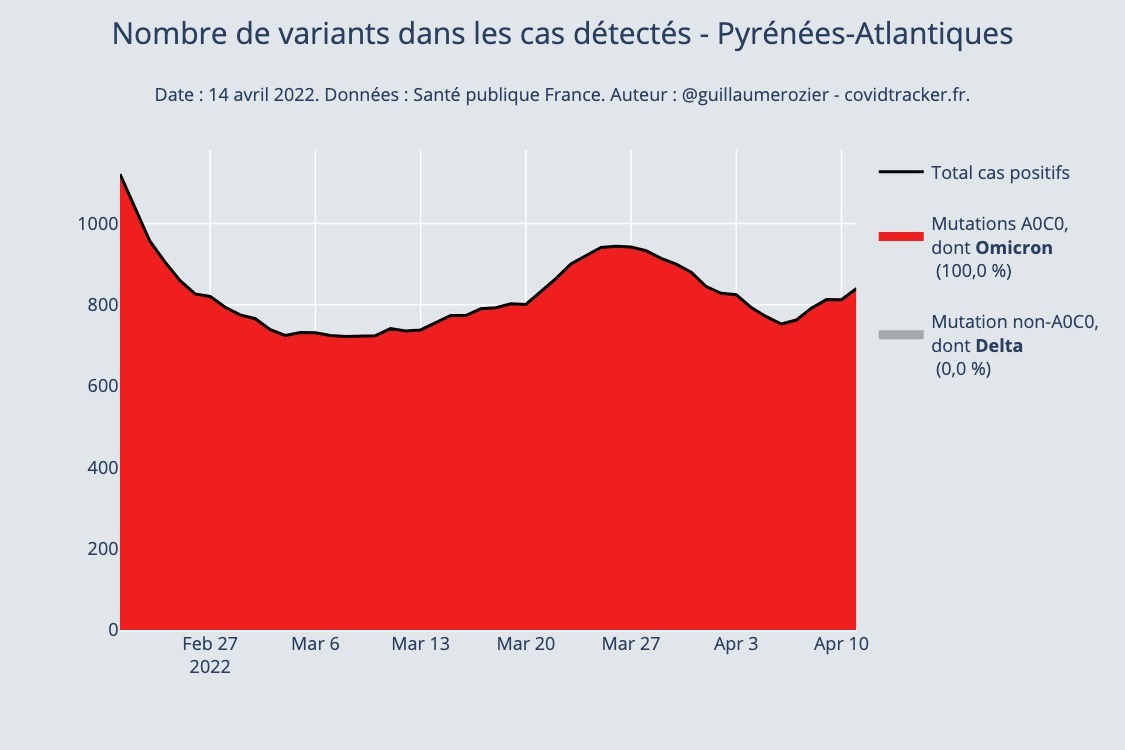 Nombre de variants dans les cas détectés - Pyrénées-Atlantiques
Date : 14 avril 2022. Données : Santé publique France. Auteur : @guillaumerozier - covidtracker.fr.
Total cas positifs
Mutations A0C0,
dont Omicron
(100,0 %)
Mutation non-A0C0,
dont Delta
(0,0 %)
1000
800
600
400
200
0
Feb 27
2022
Mar 6
Mar 13
Mar 20
Mar 27
Apr 3
Apr 10